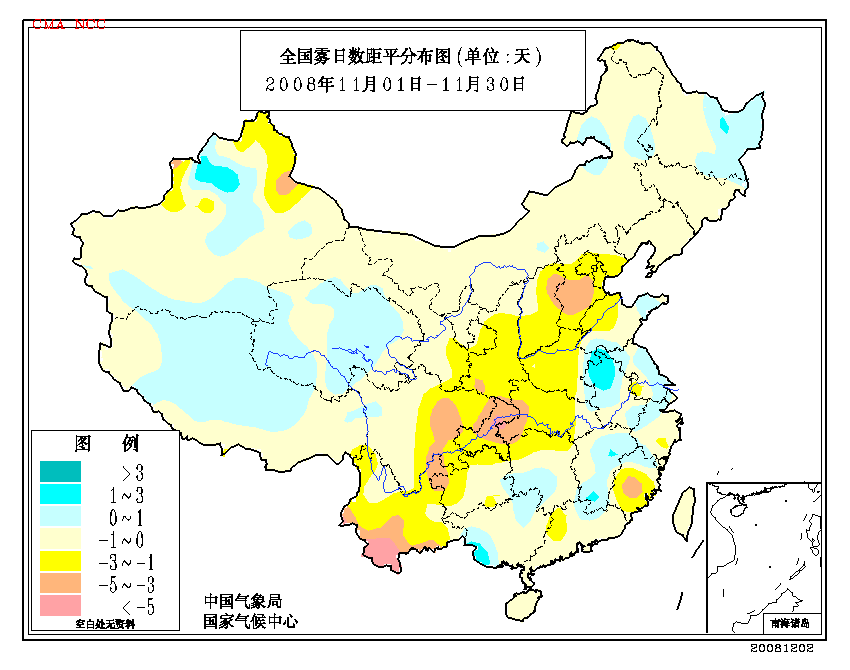 CMA NCC
全国雾日数距平分布图(单位:天)
2008年11月01日-11月30日
图 例
>3
1~3
0~1
-1~0
-3~-1
-5~-3
<-5
空白处无资料
中国气象局
国家气候中心
南海诸岛
20081202